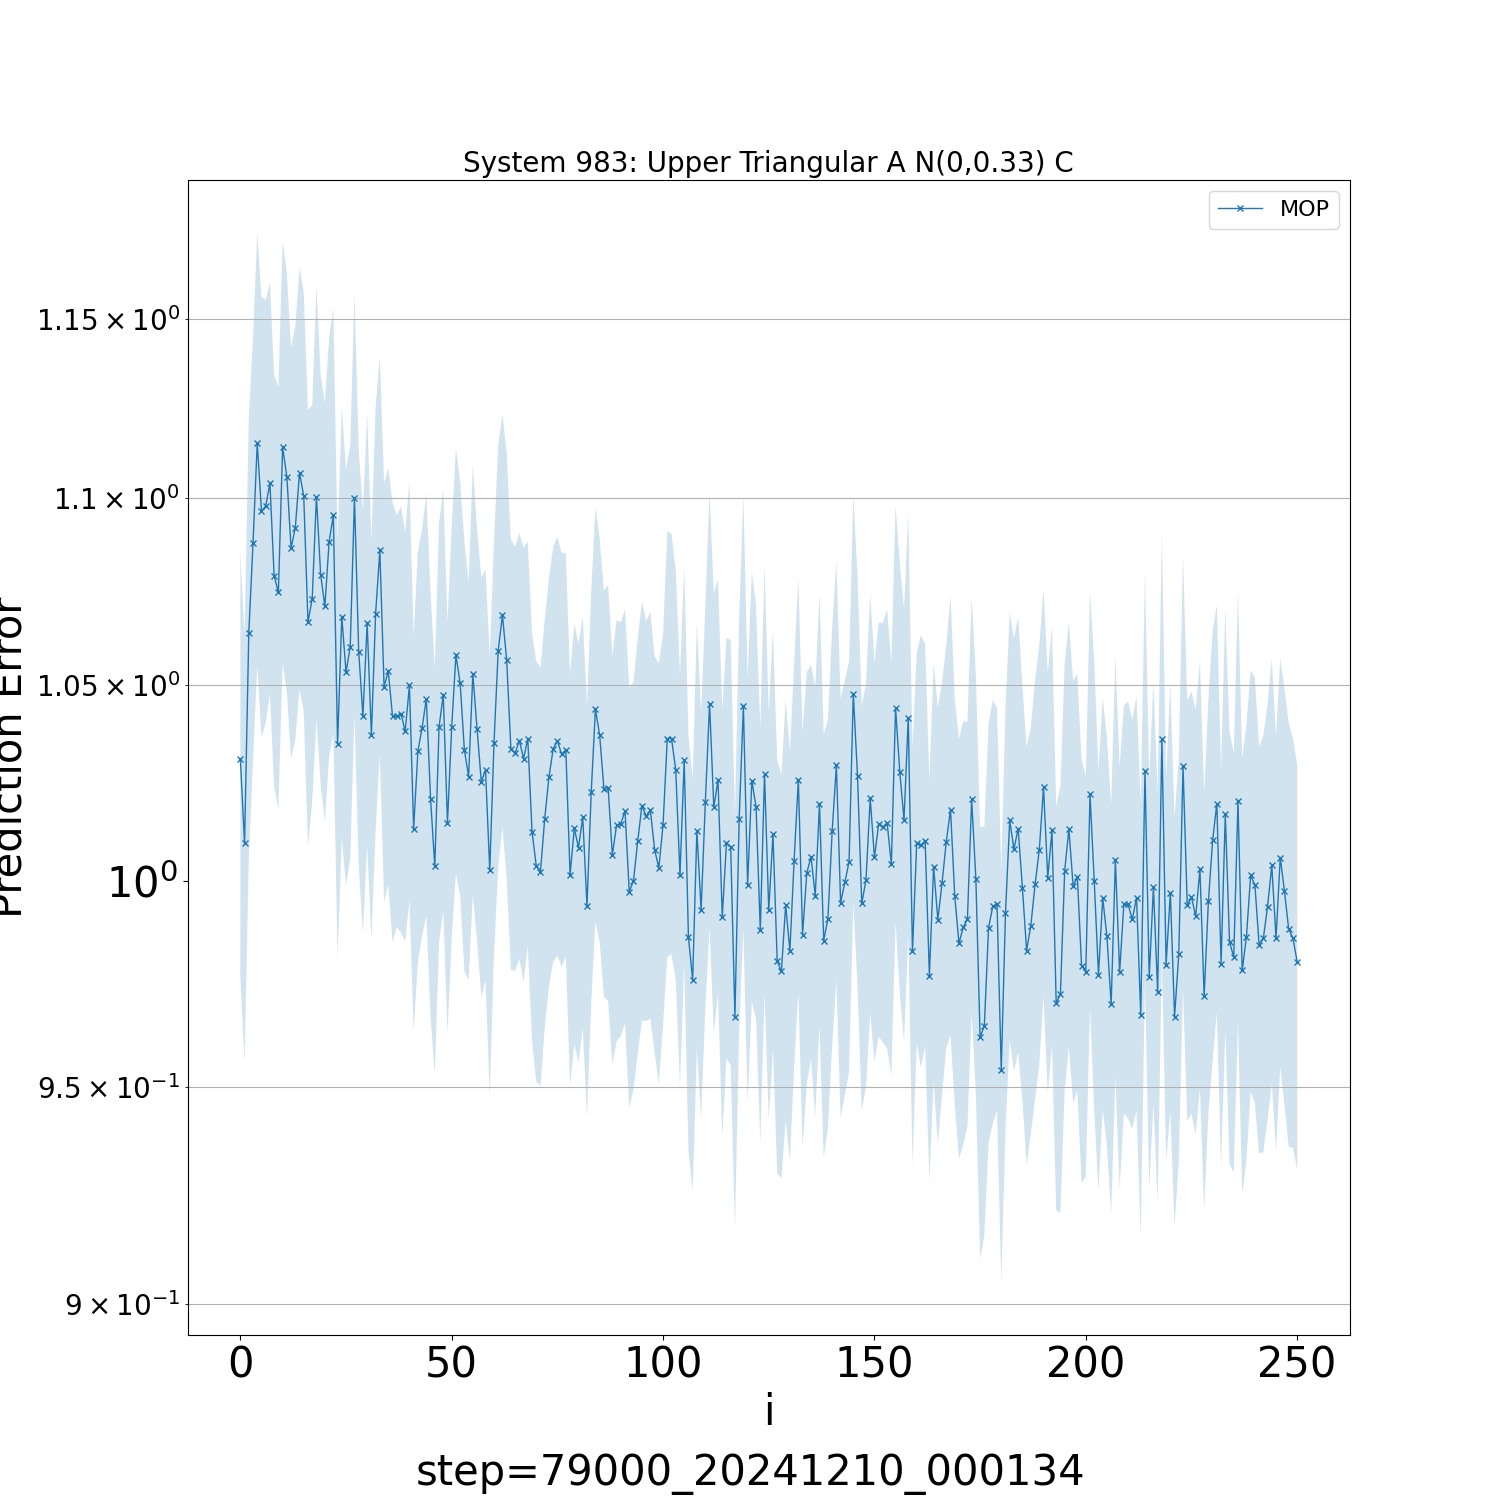 System 983: Upper Triangular A N(0,0.33) C
MOP
Prediction Error
1.15 × 10⁰
1.1 × 10⁰
1.05 × 10⁰
10⁰
9.5 × 10⁻¹
9 × 10⁻¹
0 50 100 150 200 250
i
step=79000_20241210_000134